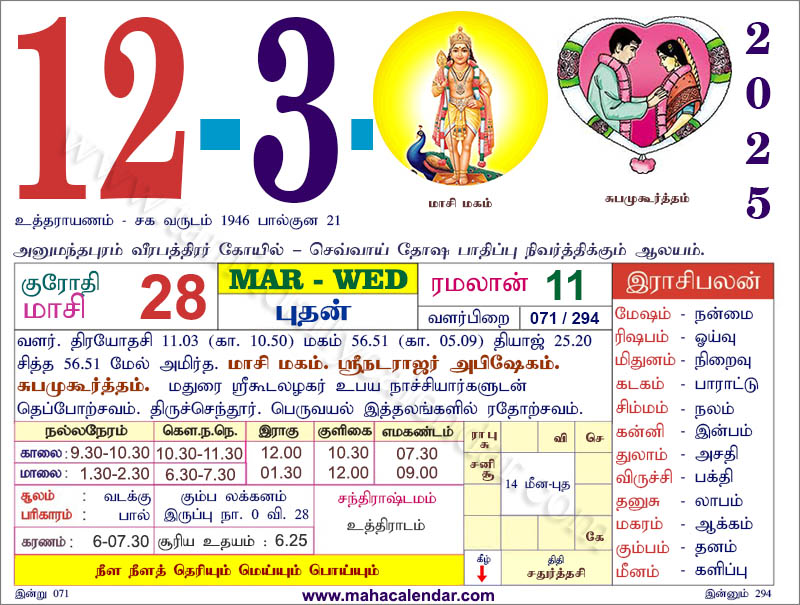 12-3-
2025
மாசி மகம்
சுபமுகூர்த்தம்
உத்தராயணம் - சக வருடம் 1946 பால்குன 21
அனுமந்தபுரம் வீரபத்திரர் கோயில் – செவ்வாய் தோஷ பாதிப்பு நிவர்த்திக்கும் ஆலயம்.
குரோதி
மாசி 28
MAR - WED
புதன்
ரமலான் 11
வளர்பிறை 071 / 294
வளர். திரயோதசி 11.03 (கா. 10.50) மகம் 56.51 (கா. 05.09) தியாஜ் 25.20
சித்த 56.51 மேல் அமிர்த. மாசி மகம். ஸ்ரீநடராஜர் அபிஷேகம்.
சுபமுகூர்த்தம். மதுரை ஸ்ரீகூடலழகர் உபய நாச்சியார்களுடன்
தெப்போற்சவம். திருச்செந்தூர். பெருவயல் இத்தலங்களில் ரதோற்சவம்.
நல்லநேரம் கௌ.ந.நெ. இராகு குளிகை எமகண்டம்
காலை : 9.30-10.30 10.30-11.30 12.00 10.30 07.30
மாலை : 1.30-2.30 6.30-7.30 01.30 12.00 09.00
சூலம் : வடக்கு
பரிகாரம் : பால்
கும்ப லக்கனம்
இருப்பு நா. 0 வி. 28
சந்திராஷ்டமம்
உத்திராடம்
கரணம் : 6-07.30 சூரிய உதயம் : 6.25
நீள நீளத் தெரியும் மெய்யும் பொய்யும்
ரா பு
சு
வி
செ
சனி
சூ
14 மீன-புத
கே
கீழ்
திதி
சதுர்த்தசி
இராசிபலன்
மேஷம் - நன்மை
ரிஷபம் - ஓய்வு
மிதுனம் - நிறைவு
கடகம் - பாராட்டு
சிம்மம் - நலம்
கன்னி - இன்பம்
துலாம் - அசதி
விருச்சி - பக்தி
தனுசு - லாபம்
மகரம் - ஆக்கம்
கும்பம் - தனம்
மீனம் - களிப்பு
இன்று 071
www.mahacalendar.com
இன்னும் 294